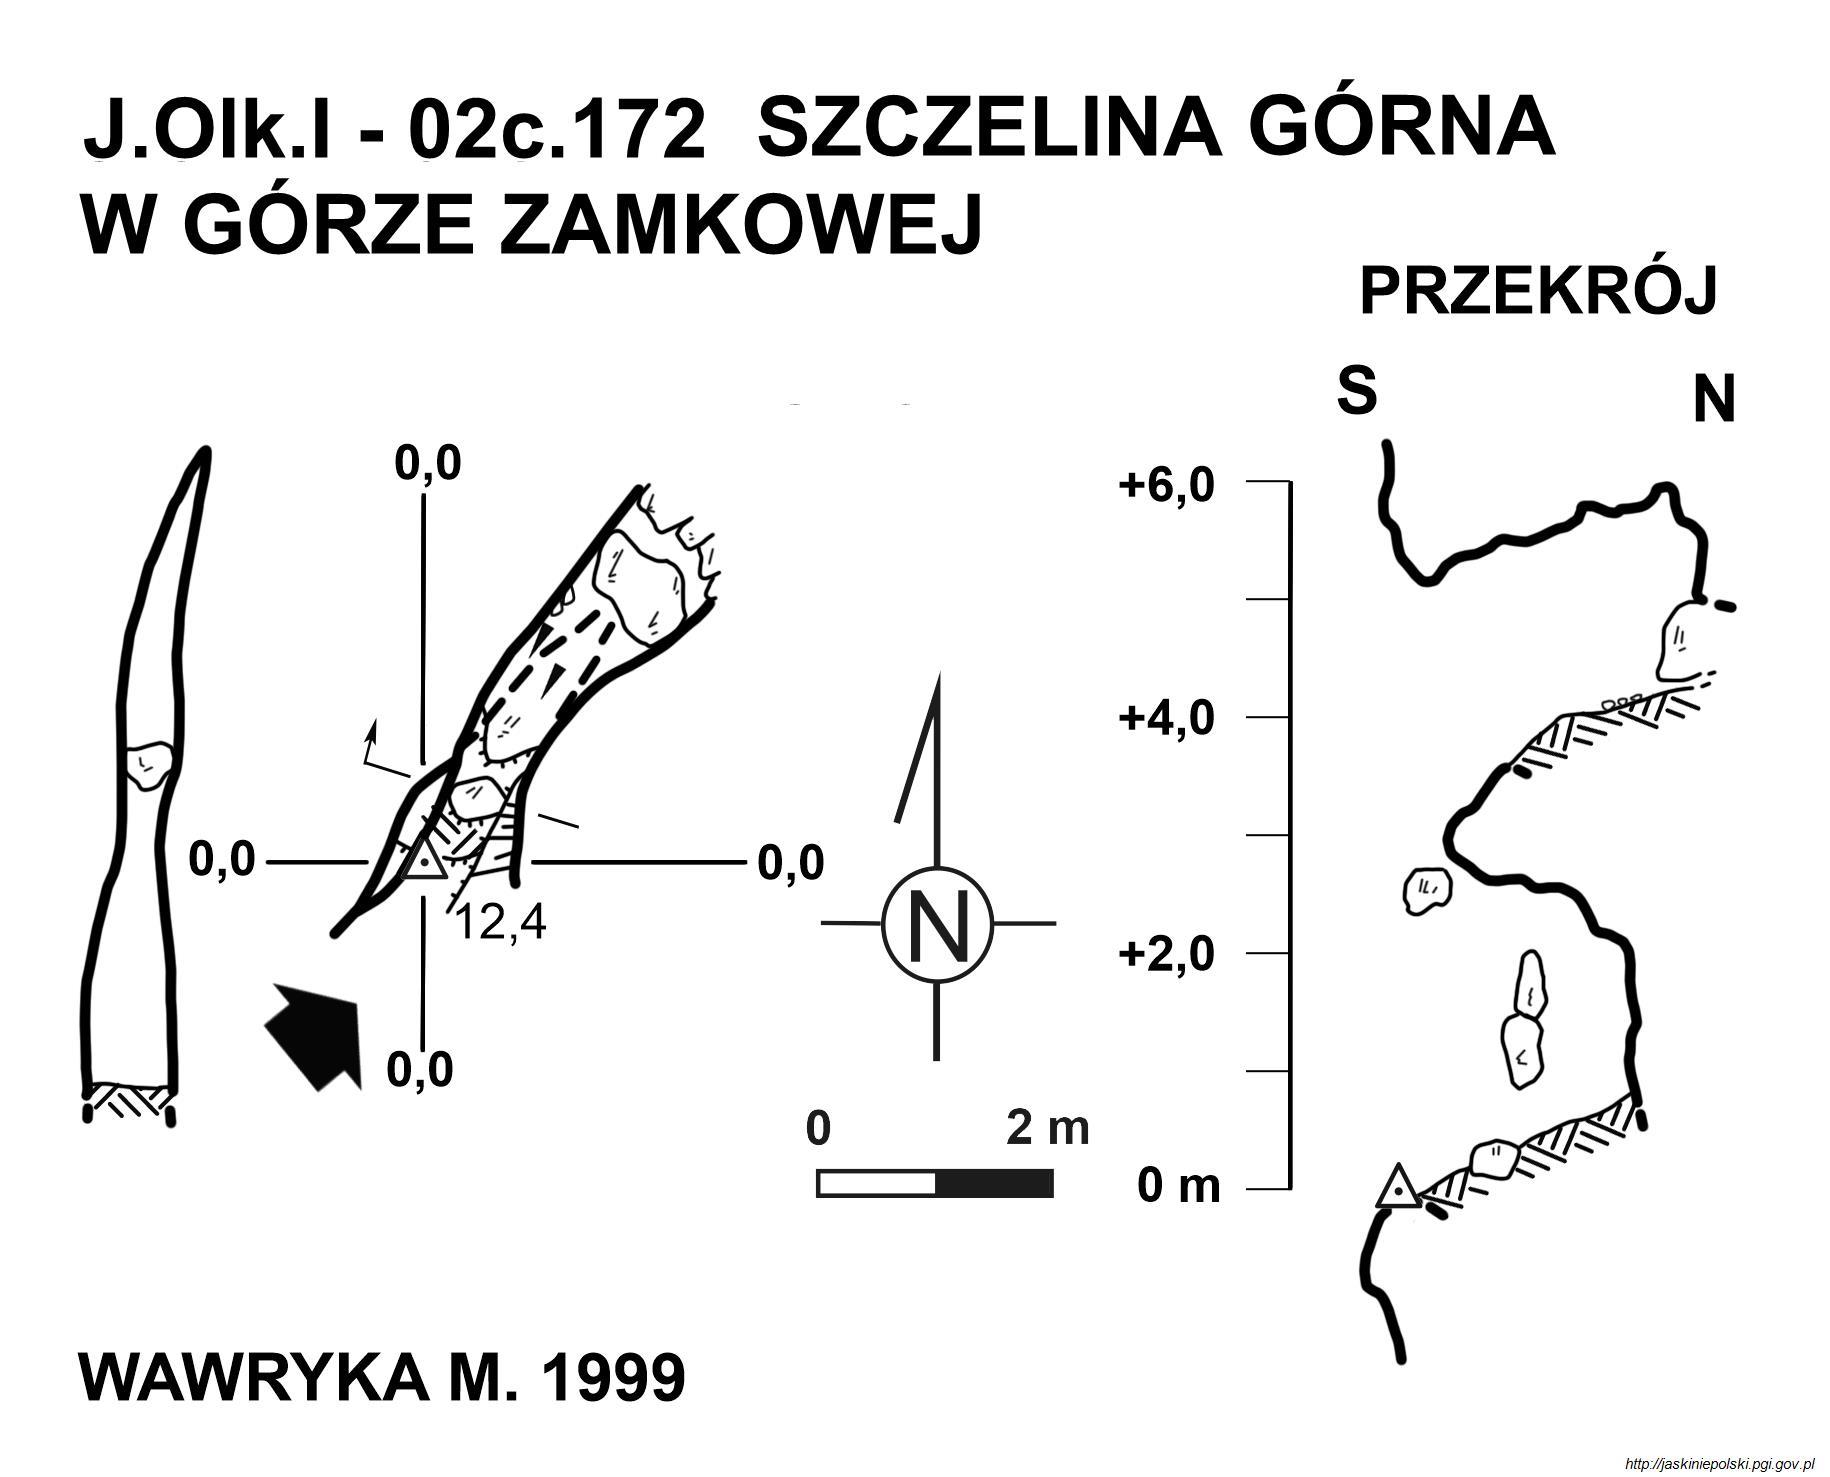 J.Olk.I - 02c.172 SZCZELINA GÓRNA
W GÓRZE ZAMKOWEJ
PRZEKRÓJ
S
N
0,0
0,0
0,0
12,4
0,0
N
0
2 m
+6,0
+4,0
+2,0
0 m
WAWRYKA M. 1999
http://jaskiniepolski.pgi.gov.pl